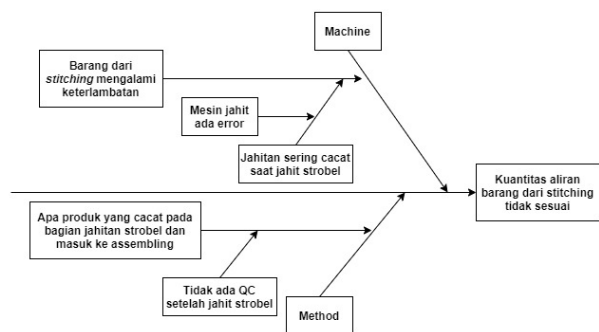 Machine
Barang dari
stitching mengalami
keterlambatan
Mesin jahit
ada error
Jahitan sering cacat
saat jahit strobel
Kuantitas aliran
barang dari stitching
tidak sesuai
Apa produk yang cacat pada
bagian jahitan strobel dan
masuk ke assembling
Tidak ada QC
setelah jahit strobel
Method